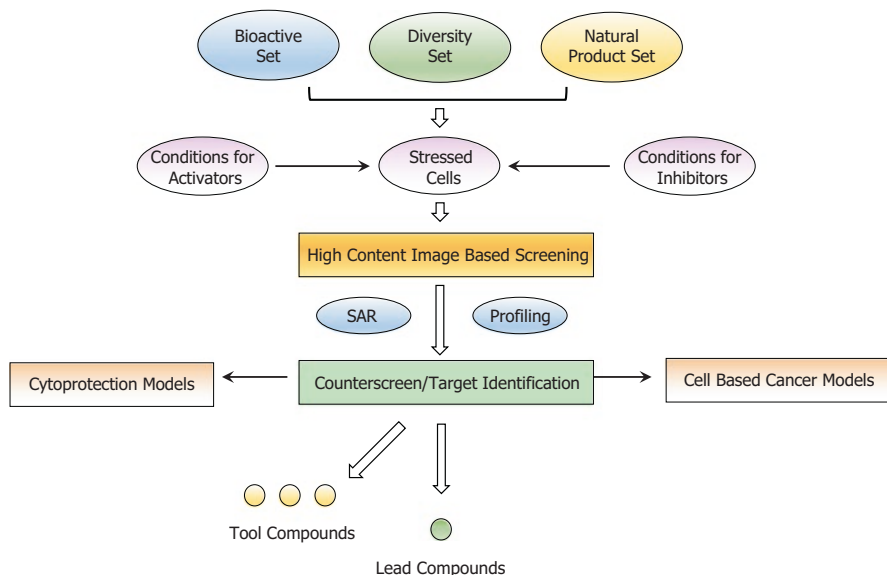 Bioactive
Set
Diversity
Set
Natural
Product Set
Conditions for
Activators
Stressed
Cells
Conditions for
Inhibitors
High Content Image Based Screening
SAR
Profiling
Cytoprotection Models
Counterscreen/Target Identification
Cell Based Cancer Models
Tool Compounds
Lead Compounds